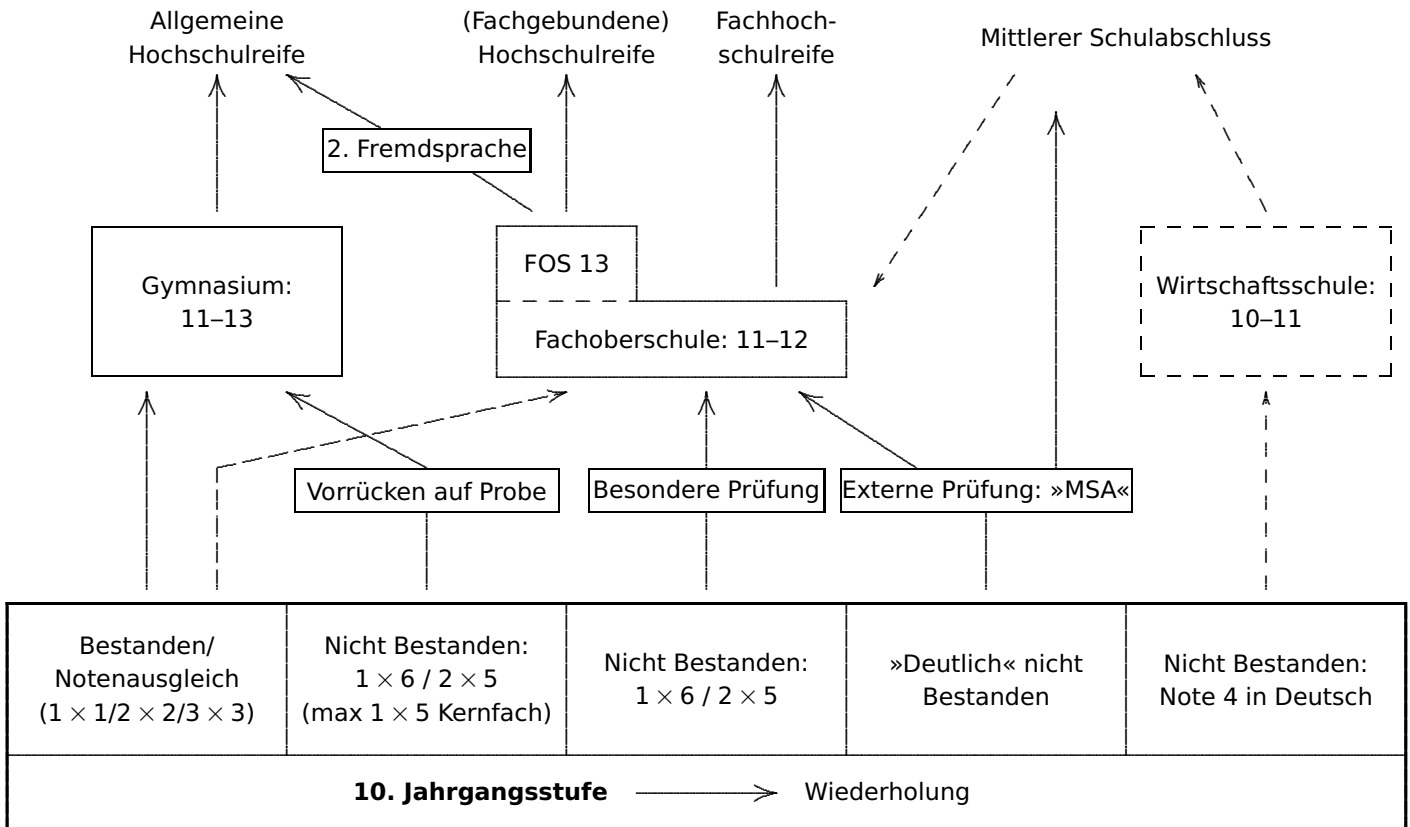 Allgemeine
Hochschulreife
(Fachgebundene)
Hochschulreife
Fachhoch-
schulreife
Mittlerer Schulabschluss
2. Fremdsprache
Gymnasium:
11–13
FOS 13
Fachoberschule: 11–12
Wirtschaftsschule:
10–11
Vorrücken auf Probe
Besondere Prüfung
Externe Prüfung: »MSA«
Bestanden/
Notenausgleich
(1 × 1/2 × 2/3 × 3)
Nicht Bestanden:
1 × 6 / 2 × 5
(max 1 × 5 Kernfach)
Nicht Bestanden:
1 × 6 / 2 × 5
»Deutlich« nicht
Bestanden
Nicht Bestanden:
Note 4 in Deutsch
10. Jahrgangsstufe
Wiederholung